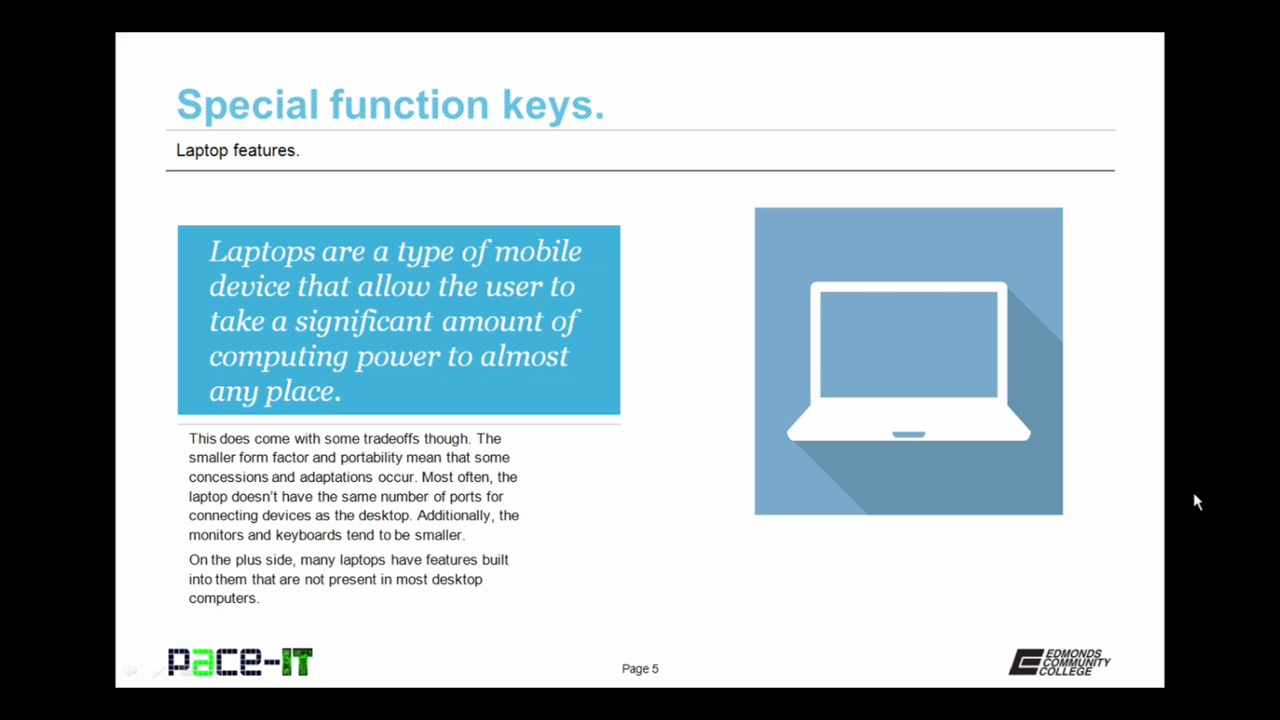 Special function keys.
Laptop features.
Laptops are a type of mobile
device that allow the user to
take a significant amount of
computing power to almost
any place.
This does come with some tradeoffs though. The
smaller form factor and portability mean that some
concessions and adaptations occur. Most often, the
laptop doesn't have the same number of ports for
connecting devices as the desktop. Additionally, the
monitors and keyboards tend to be smaller.
On the plus side, many laptops have features built
into them that are not present in most desktop
computers.
pace-IT
Page 5
EDMONDS
COMMUNITY
COLLEGE